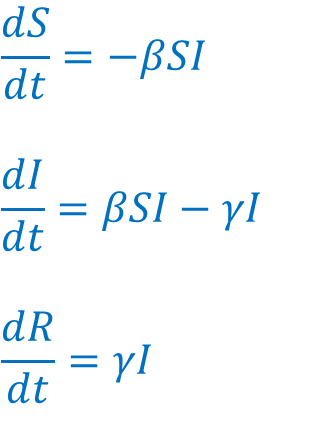 dS/dt = −βSI
dI/dt = βSI − γI
dR/dt = γI